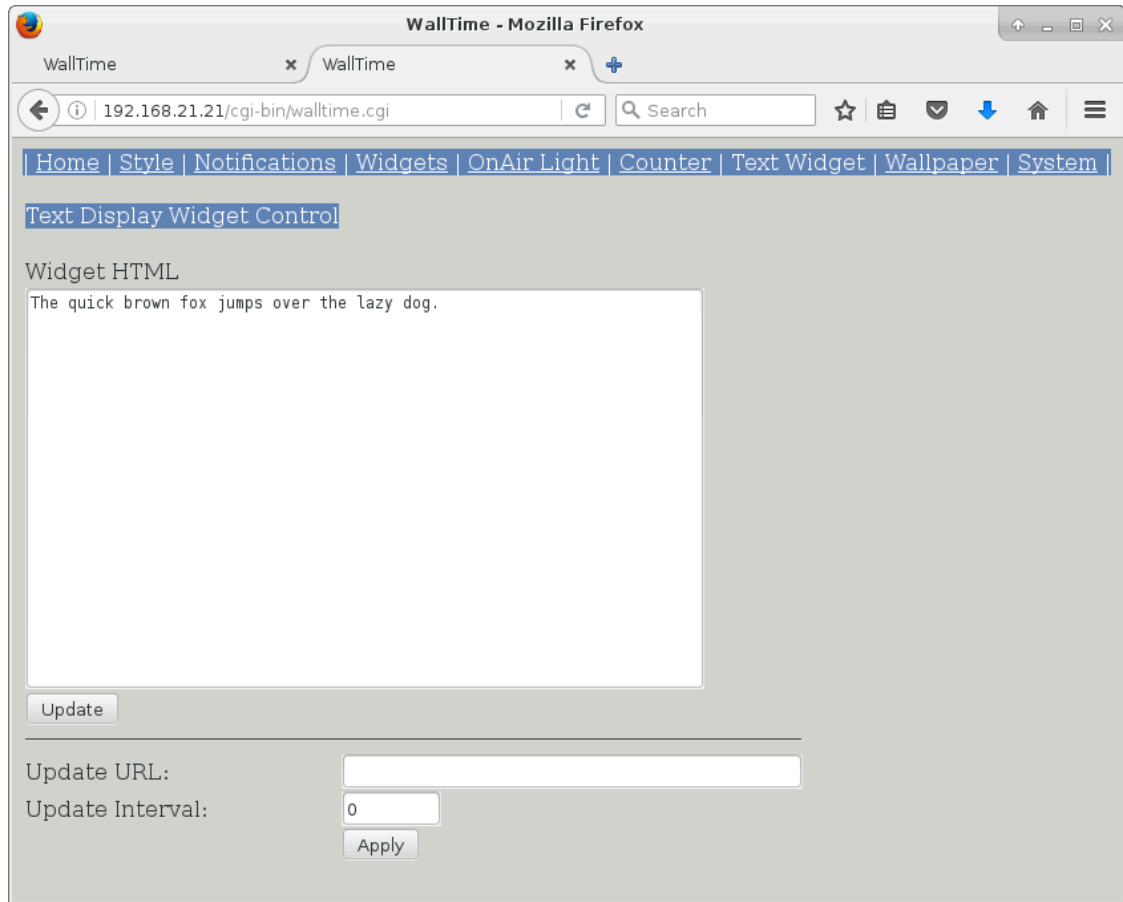 WallTime - Mozilla Firefox
WallTime WallTime
192.168.21.21/cgi-bin/walltime.cgi Search
| Home | Style | Notifications | Widgets | OnAir Light | Counter | Text Widget | Wallpaper | System |
Text Display Widget Control
Widget HTML
The quick brown fox jumps over the lazy dog.
Update
Update URL:
Update Interval: 0
Apply